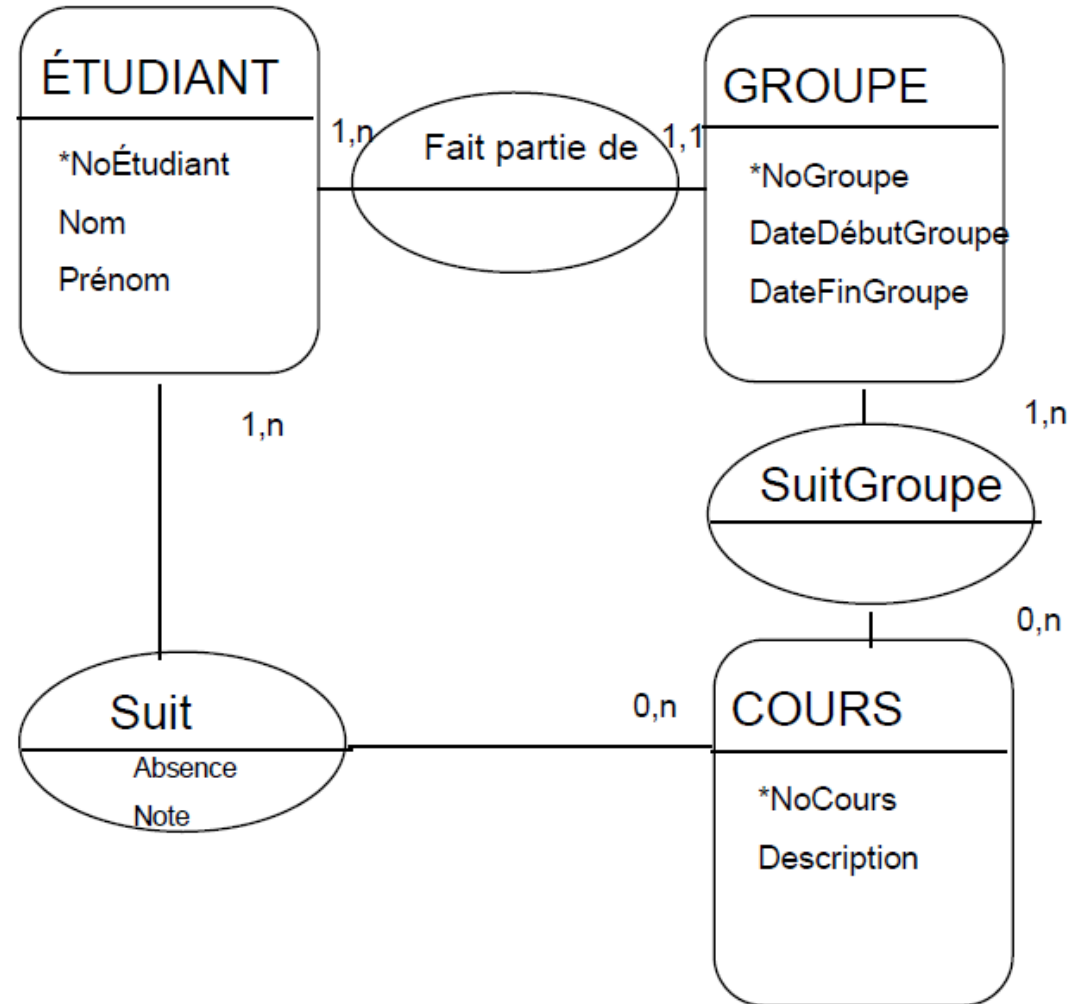 ÉTUDIANT
*NoÉtudiant
Nom
Prénom
1,n
Fait partie de
1,1
GROUPE
*NoGroupe
DateDébutGroupe
DateFinGroupe
1,n
1,n
SuitGroupe
0,n
Suit
Absence
Note
0,n
COURS
*NoCours
Description